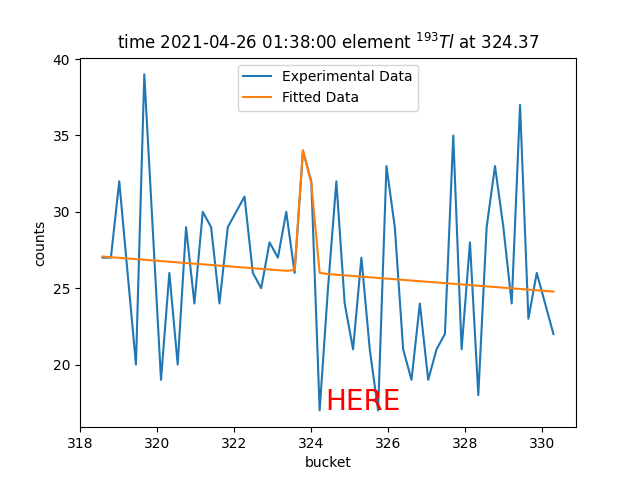 time 2021-04-26 01:38:00 element ¹⁹³Tl at 324.37
Experimental Data
Fitted Data
40
35
30
25
20
counts
HERE
318
320
322
324
326
328
330
bucket